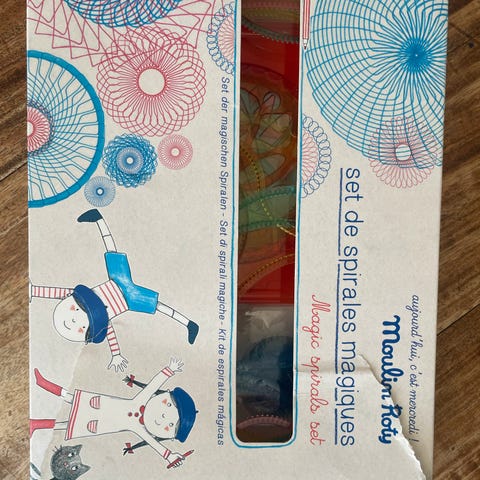 aujourd'hui, c'est mercredi !
Moulin Roty
set de spirales magiques
Magic spirals set
Set der magischen Spiralen - Set di spirali magiche - Kit de espirales mágicas